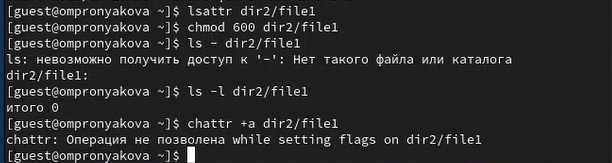 [guest@ompronyakova ~]$ lsattr dir2/file1
[guest@ompronyakova ~]$ chmod 600 dir2/file1
[guest@ompronyakova ~]$ ls - dir2/file1
ls: невозможно получить доступ к '-': Нет такого файла или каталога
dir2/file1:
[guest@ompronyakova ~]$ ls -l dir2/file1
итого 0
[guest@ompronyakova ~]$ chattr +a dir2/file1
chattr: Операция не позволена while setting flags on dir2/file1
[guest@ompronyakova ~]$